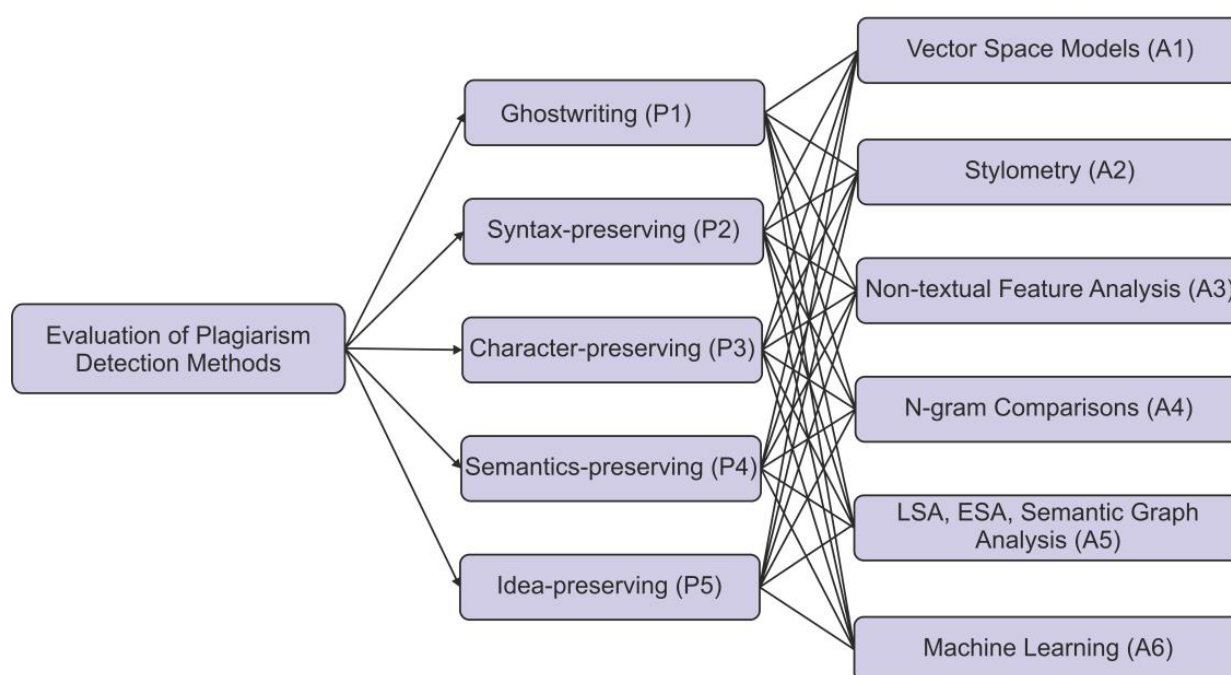 Evaluation of Plagiarism
Detection Methods
Ghostwriting (P1)
Syntax-preserving (P2)
Character-preserving (P3)
Semantics-preserving (P4)
Idea-preserving (P5)
Vector Space Models (A1)
Stylometry (A2)
Non-textual Feature Analysis (A3)
N-gram Comparisons (A4)
LSA, ESA, Semantic Graph
Analysis (A5)
Machine Learning (A6)